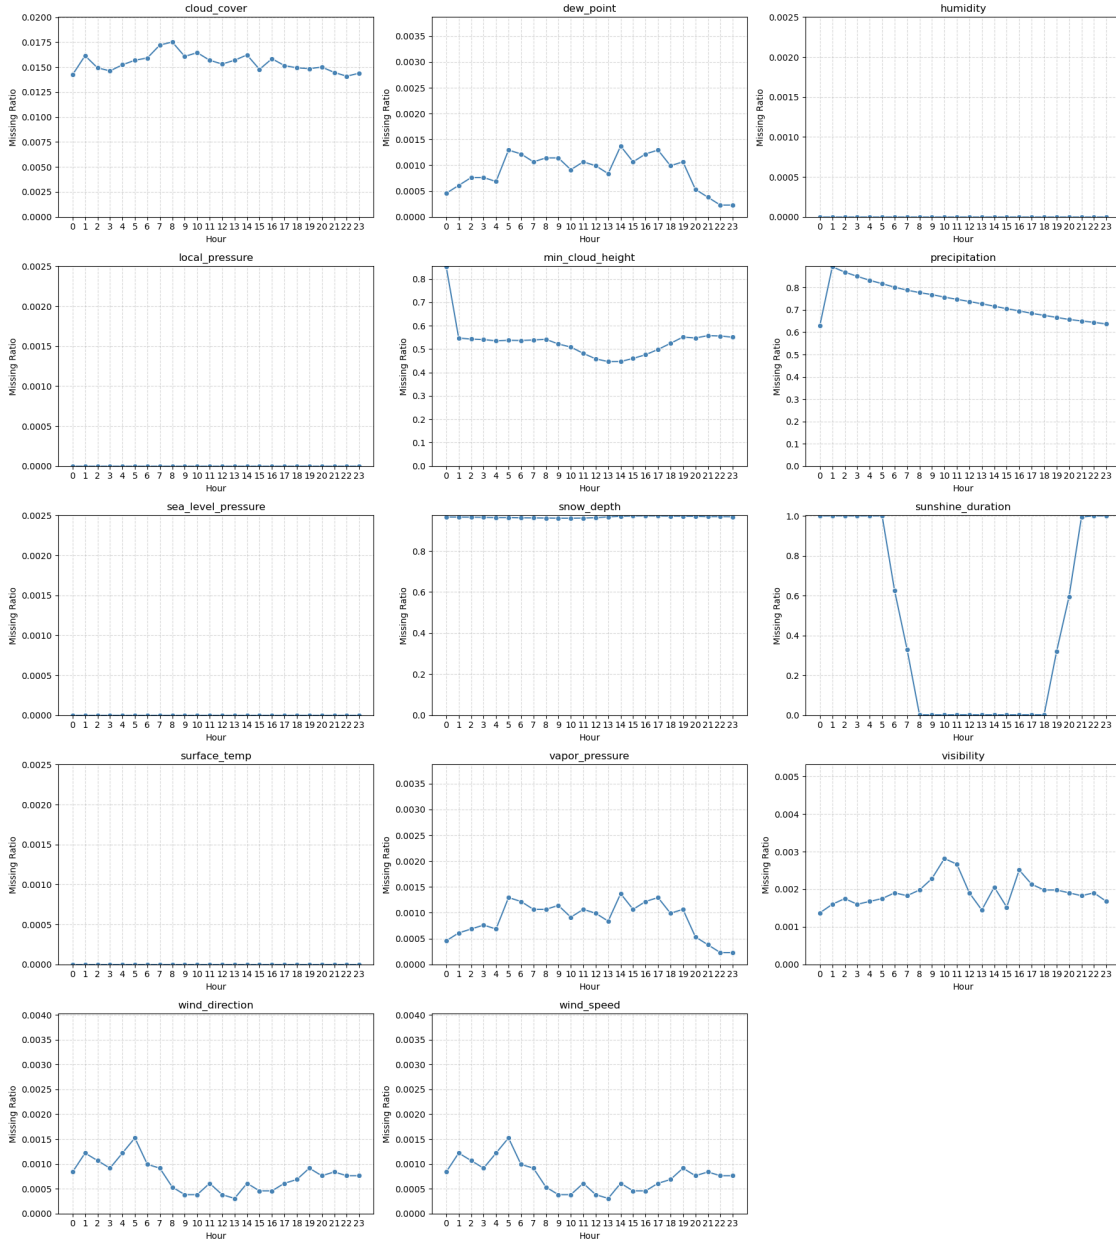 cloud_cover
0.0200
0.0175
0.0150
0.0125
0.0100
0.0075
0.0050
0.0025
0.0000
Missing Ratio
0 1 2 3 4 5 6 7 8 9 10 11 12 13 14 15 16 17 18 19 20 21 22 23
Hour
dew_point
0.0035
0.0030
0.0025
0.0020
0.0015
0.0010
0.0005
0.0000
Missing Ratio
0 1 2 3 4 5 6 7 8 9 10 11 12 13 14 15 16 17 18 19 20 21 22 23
Hour
humidity
0.0025
0.0020
0.0015
0.0010
0.0005
0.0000
Missing Ratio
0 1 2 3 4 5 6 7 8 9 10 11 12 13 14 15 16 17 18 19 20 21 22 23
Hour
local_pressure
0.0025
0.0020
0.0015
0.0010
0.0005
0.0000
Missing Ratio
0 1 2 3 4 5 6 7 8 9 10 11 12 13 14 15 16 17 18 19 20 21 22 23
Hour
min_cloud_height
0.8
0.7
0.6
0.5
0.4
0.3
0.2
0.1
0.0
Missing Ratio
0 1 2 3 4 5 6 7 8 9 10 11 12 13 14 15 16 17 18 19 20 21 22 23
Hour
precipitation
0.8
0.7
0.6
0.5
0.4
0.3
0.2
0.1
0.0
Missing Ratio
0 1 2 3 4 5 6 7 8 9 10 11 12 13 14 15 16 17 18 19 20 21 22 23
Hour
sea_level_pressure
0.0025
0.0020
0.0015
0.0010
0.0005
0.0000
Missing Ratio
0 1 2 3 4 5 6 7 8 9 10 11 12 13 14 15 16 17 18 19 20 21 22 23
Hour
snow_depth
0.8
0.6
0.4
0.2
0.0
Missing Ratio
0 1 2 3 4 5 6 7 8 9 10 11 12 13 14 15 16 17 18 19 20 21 22 23
Hour
sunshine_duration
1.0
0.8
0.6
0.4
0.2
0.0
Missing Ratio
0 1 2 3 4 5 6 7 8 9 10 11 12 13 14 15 16 17 18 19 20 21 22 23
Hour
surface_temp
0.0025
0.0020
0.0015
0.0010
0.0005
0.0000
Missing Ratio
0 1 2 3 4 5 6 7 8 9 10 11 12 13 14 15 16 17 18 19 20 21 22 23
Hour
vapor_pressure
0.0035
0.0030
0.0025
0.0020
0.0015
0.0010
0.0005
0.0000
Missing Ratio
0 1 2 3 4 5 6 7 8 9 10 11 12 13 14 15 16 17 18 19 20 21 22 23
Hour
visibility
0.005
0.004
0.003
0.002
0.001
0.000
Missing Ratio
0 1 2 3 4 5 6 7 8 9 10 11 12 13 14 15 16 17 18 19 20 21 22 23
Hour
wind_direction
0.0040
0.0035
0.0030
0.0025
0.0020
0.0015
0.0010
0.0005
0.0000
Missing Ratio
0 1 2 3 4 5 6 7 8 9 10 11 12 13 14 15 16 17 18 19 20 21 22 23
Hour
wind_speed
0.0040
0.0035
0.0030
0.0025
0.0020
0.0015
0.0010
0.0005
0.0000
Missing Ratio
0 1 2 3 4 5 6 7 8 9 10 11 12 13 14 15 16 17 18 19 20 21 22 23
Hour